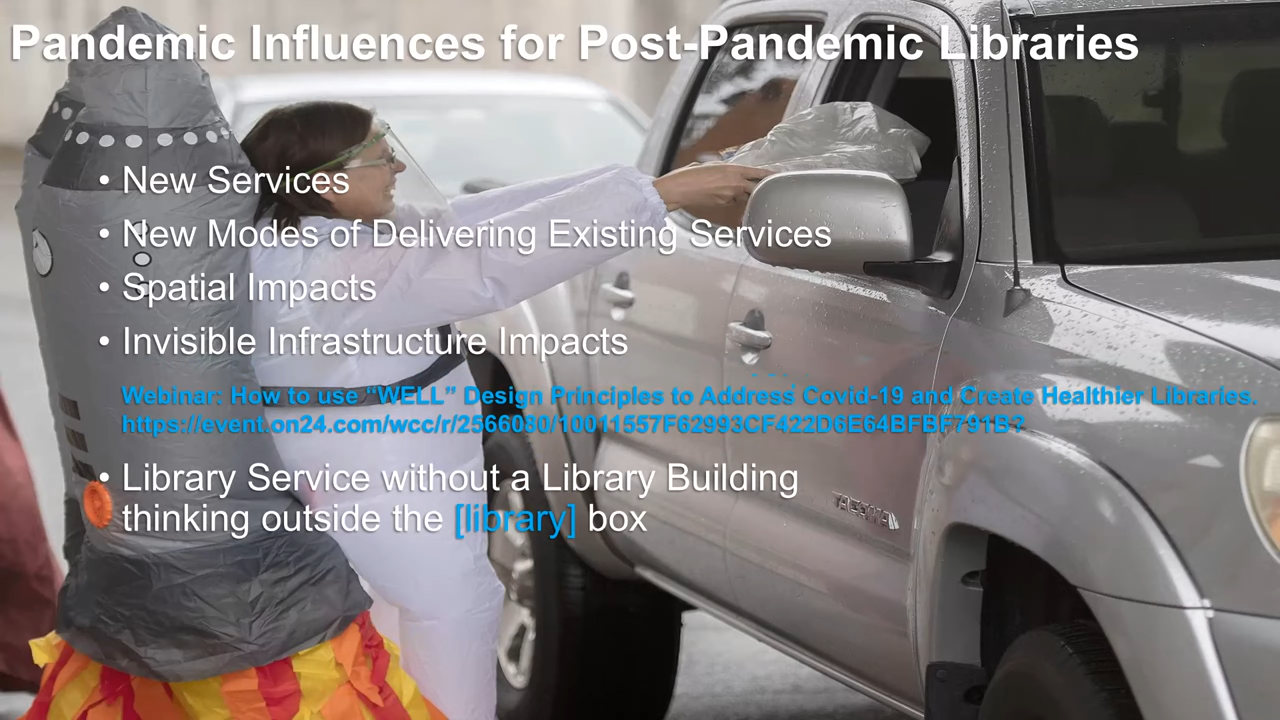 Pandemic Influences for Post-Pandemic Libraries
• New Services
• New Modes of Delivering Existing Services
• Spatial Impacts
• Invisible Infrastructure Impacts
Webinar: How to use “WELL” Design Principles to Address Covid-19 and Create Healthier Libraries.
https://event.on24.com/wcc/r/2566080/10011557F62993CF422D6E64BFBF791B?
• Library Service without a Library Building
thinking outside the [library] box
TACOMA